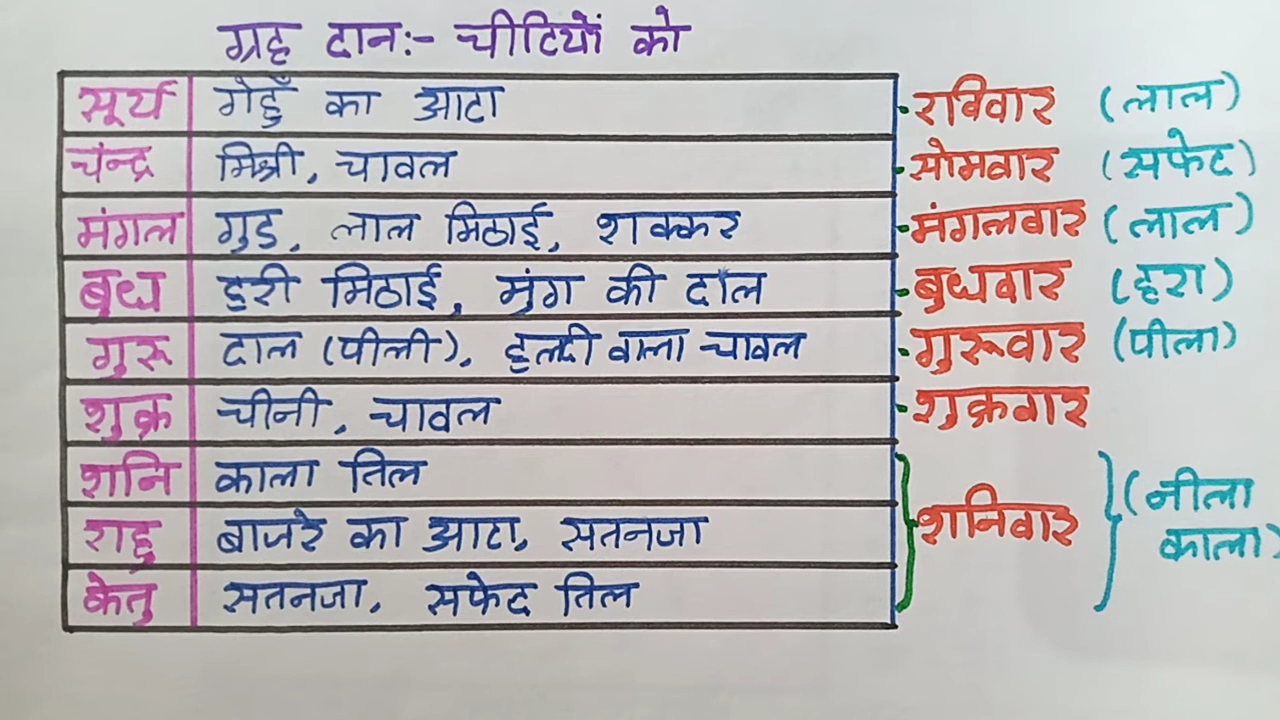 ग्रह दान:- चीटियों को
सूर्य गेहुँ का आटा रविवार (लाल)
चन्द्र मिश्री, चावल सोमवार (सफेद)
मंगल गुड, लाल मिठाई, शक्कर मंगलवार (लाल)
बुध हरी मिठाई, मुंग की दाल बुधवार (हरा)
गुरू दाल (पीली), हल्दी वाला चावल गुरूवार (पीला)
शुक्र चीनी, चावल शुक्रवार
शनि काला तिल
राहु बाजरे का आटा, सतनजा शनिवार (नीला
काला)
केतु सतनजा, सफेद तिल